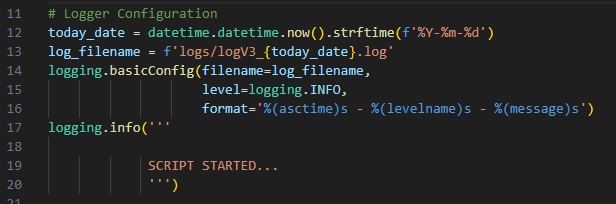 11 # Logger Configuration
12 today_date = datetime.datetime.now().strftime(f'%Y-%m-%d')
13 log_filename = f'logs/logV3_{today_date}.log'
14 logging.basicConfig(filename=log_filename,
15                     level=logging.INFO,
16                     format='%(asctime)s - %(levelname)s - %(message)s')
17 logging.info('''
18
19             SCRIPT STARTED...
20             ''')
21